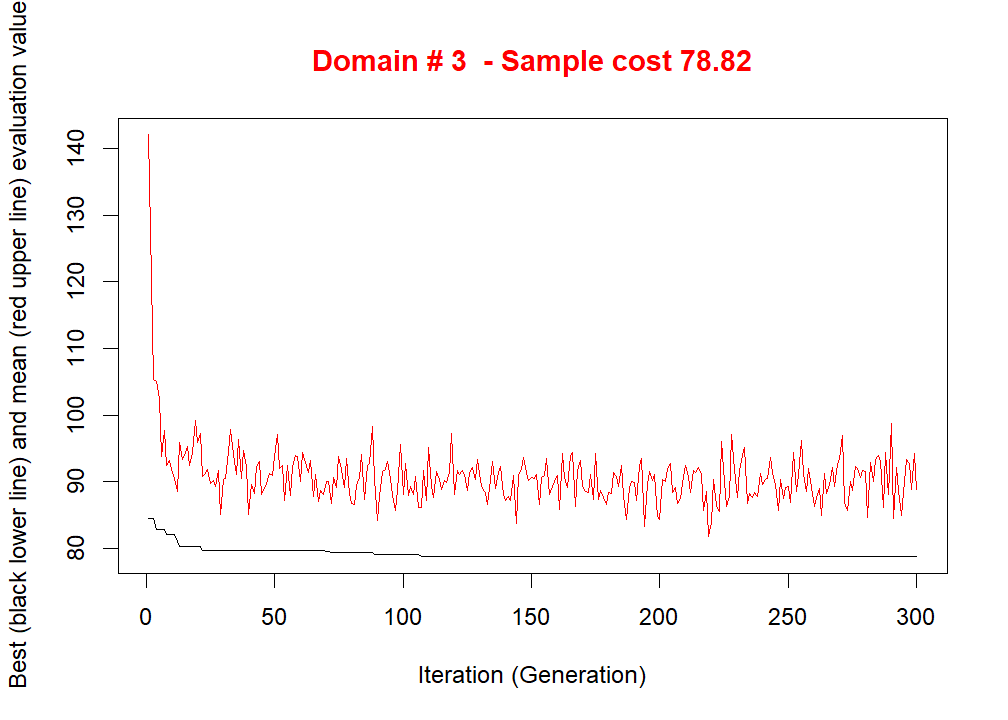 Domain # 3  - Sample cost 78.82
Best (black lower line) and mean (red upper line) evaluation value
140
130
120
110
100
90
80
0 50 100 150 200 250 300
Iteration (Generation)